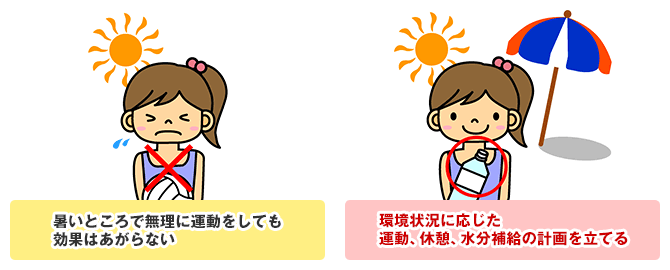 暑いところで無理に運動をしても
効果はあがらない
環境状況に応じた
運動、休憩、水分補給の計画を立てる